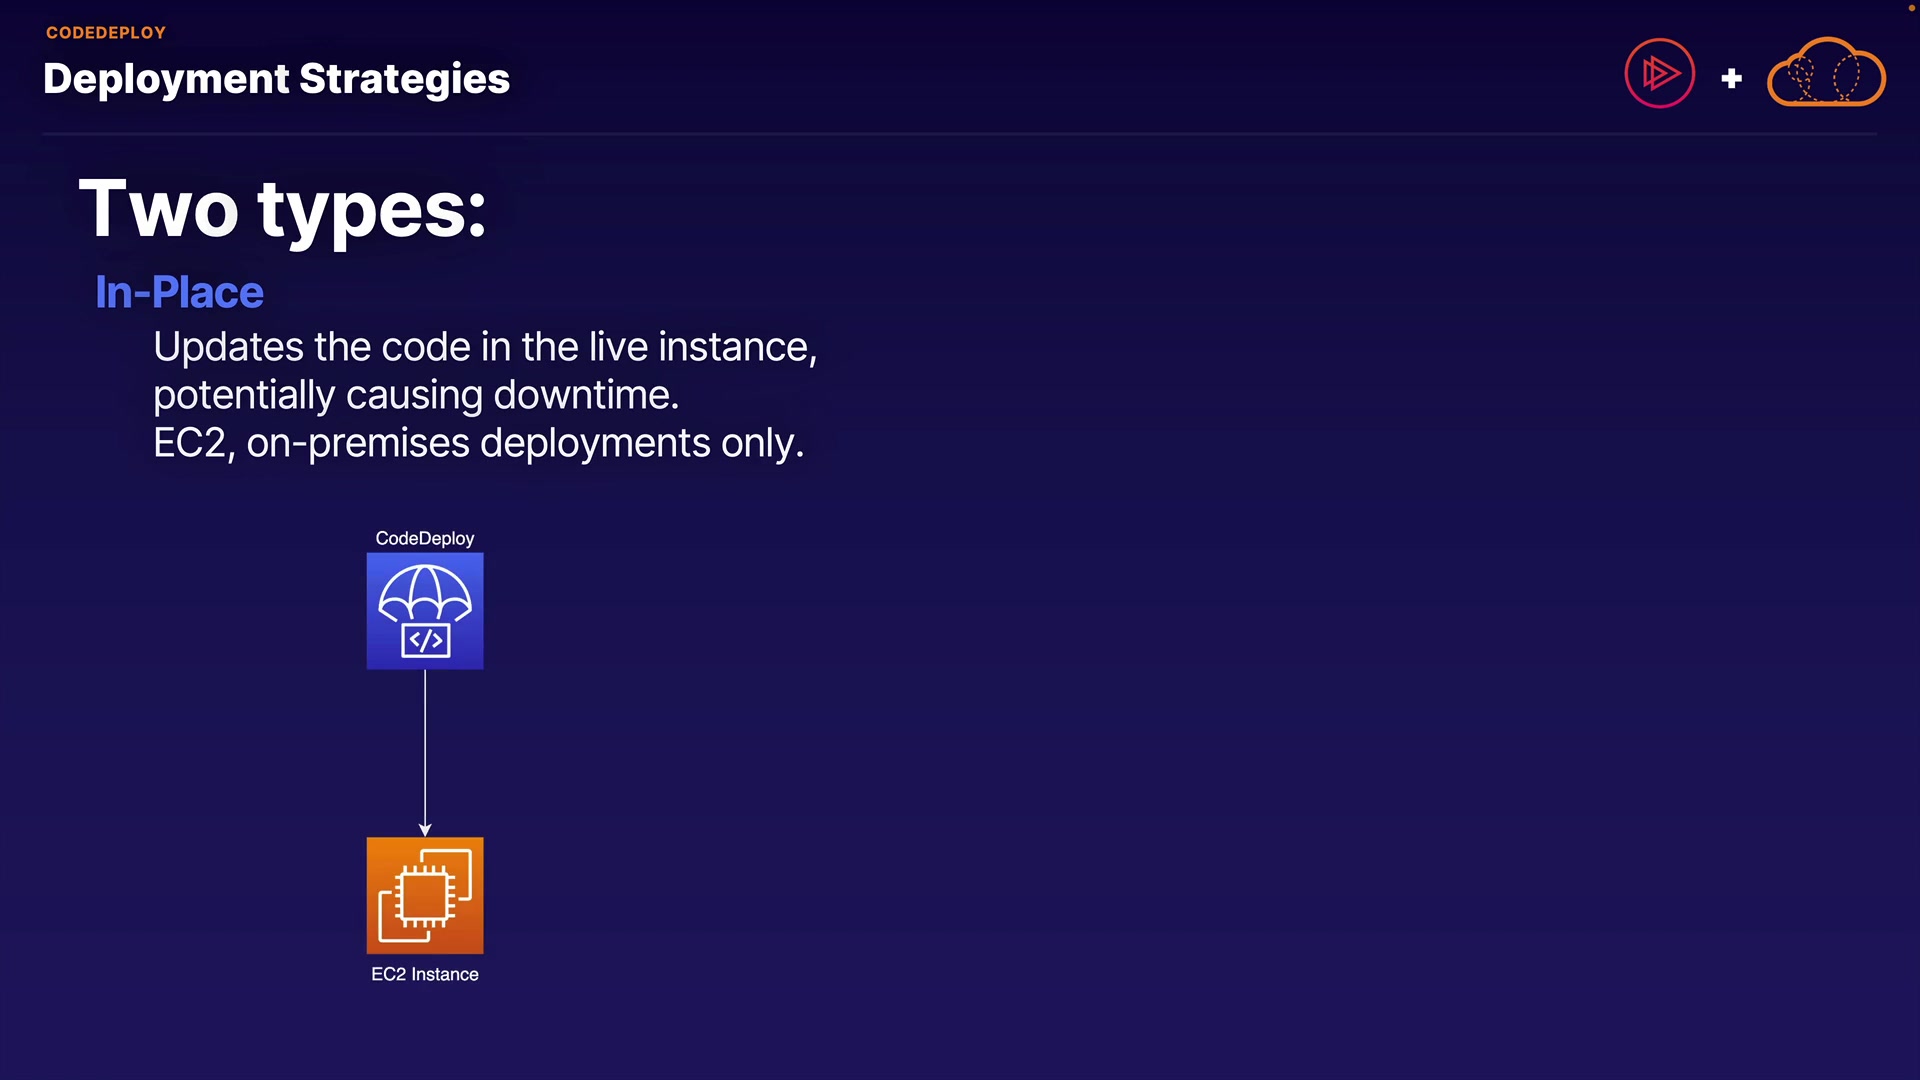 CODEDEPLOY
Deployment Strategies
Two types:
In-Place
Updates the code in the live instance,
potentially causing downtime.
EC2, on-premises deployments only.
CodeDeploy
EC2 Instance